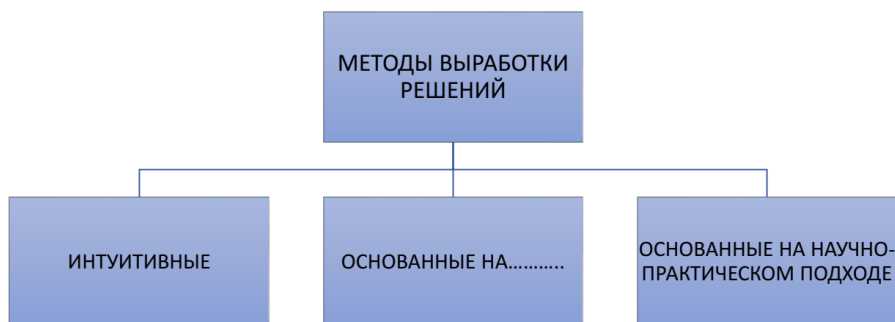 МЕТОДЫ ВЫРАБОТКИ
РЕШЕНИЙ
ИНТУИТИВНЫЕ
ОСНОВАННЫЕ НА………..
ОСНОВАННЫЕ НА НАУЧНО-
ПРАКТИЧЕСКОМ ПОДХОДЕ